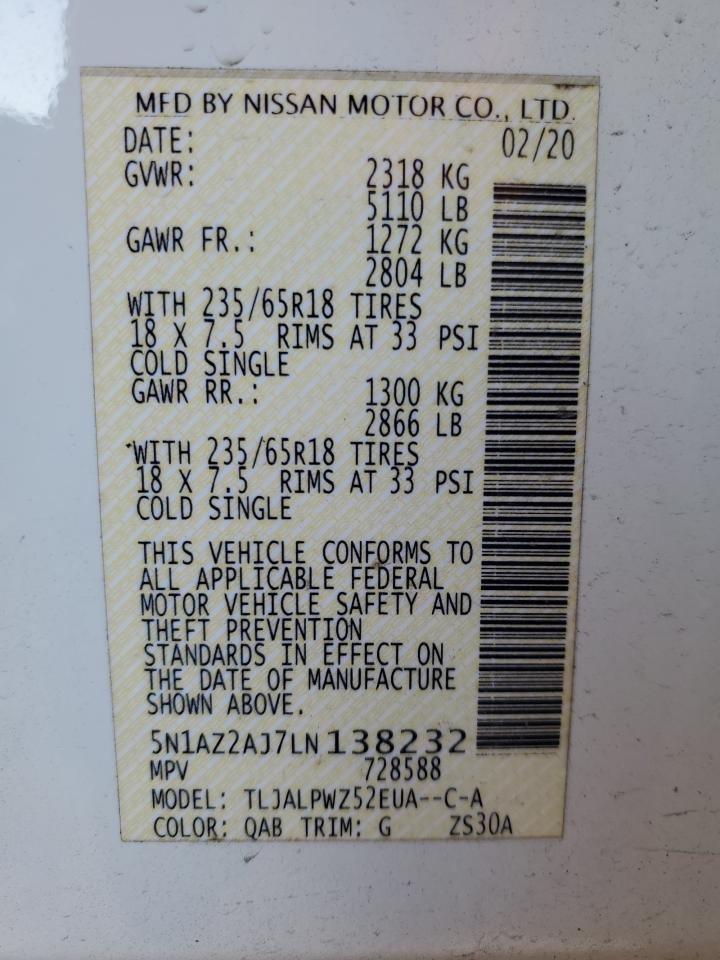 MFD BY NISSAN MOTOR CO., LTD.
DATE: 02/20
GVWR: 2318 KG
5110 LB
GAWR FR.: 1272 KG
2804 LB
WITH 235/65R18 TIRES
18 X 7.5 RIMS AT 33 PSI
COLD SINGLE
GAWR RR.: 1300 KG
2866 LB
WITH 235/65R18 TIRES
18 X 7.5 RIMS AT 33 PSI
COLD SINGLE
THIS VEHICLE CONFORMS TO
ALL APPLICABLE FEDERAL
MOTOR VEHICLE SAFETY AND
THEFT PREVENTION
STANDARDS IN EFFECT ON
THE DATE OF MANUFACTURE
SHOWN ABOVE.
5N1AZ2AJ7LN138232
MPV 728588
MODEL: TLJALPWZ52EUA--C-A
COLOR: QAB TRIM: G ZS30A